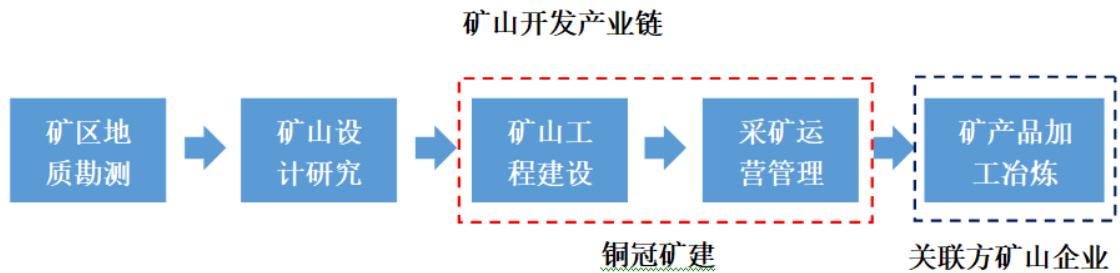 矿山开发产业链
矿区地
质勘测
矿山设
计研究
矿山工
程建设
采矿运
营管理
矿产品加
工冶炼
铜冠矿建
关联方矿山企业